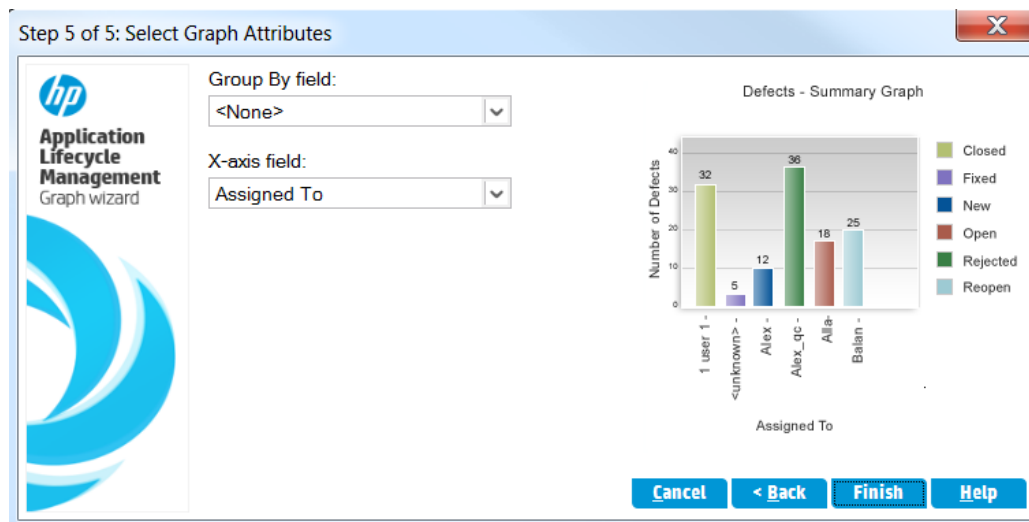 Step 5 of 5: Select Graph Attributes
hp
Application
Lifecycle
Management
Graph wizard
Group By field:
<None>
X-axis field:
Assigned To
Defects - Summary Graph
Number of Defects
40
30
20
10
0
32
5
12
36
18
25
1 user 1 -
<unknown> -
Alex -
Alex_qc -
Alla-
Balan -
Assigned To
Closed
Fixed
New
Open
Rejected
Reopen
Cancel
< Back
Finish
Help